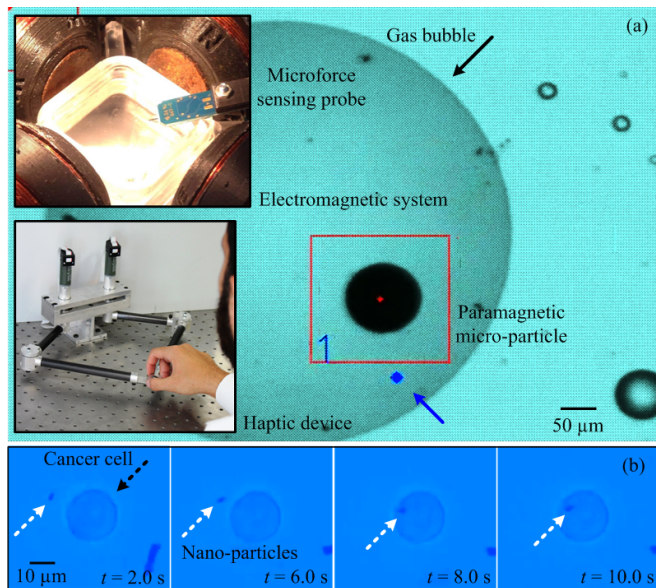 (a)
Gas bubble
Microforce
sensing probe
Electromagnetic system
Paramagnetic
micro-particle
1
Haptic device
50 µm
(b)
Cancer cell
Nano-particles
10 µm
t = 2.0 s
t = 6.0 s
t = 8.0 s
t = 10.0 s